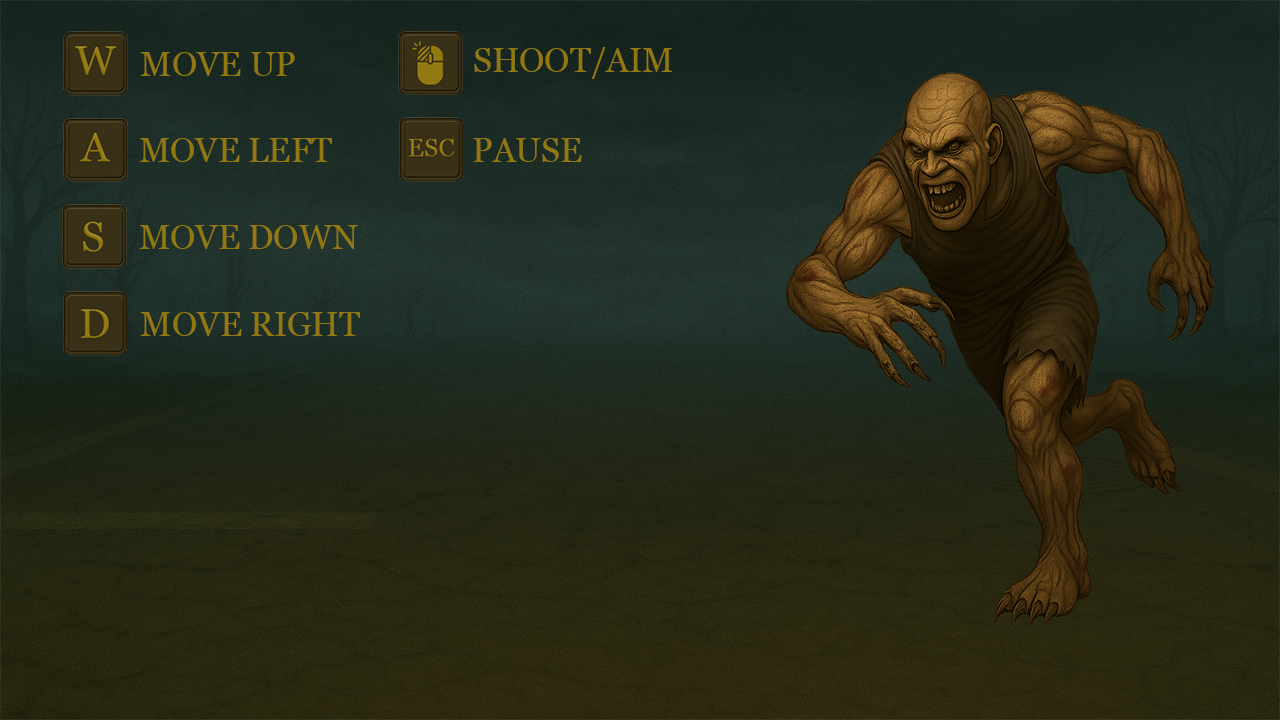 W MOVE UP
A MOVE LEFT
S MOVE DOWN
D MOVE RIGHT
SHOOT/AIM
ESC PAUSE